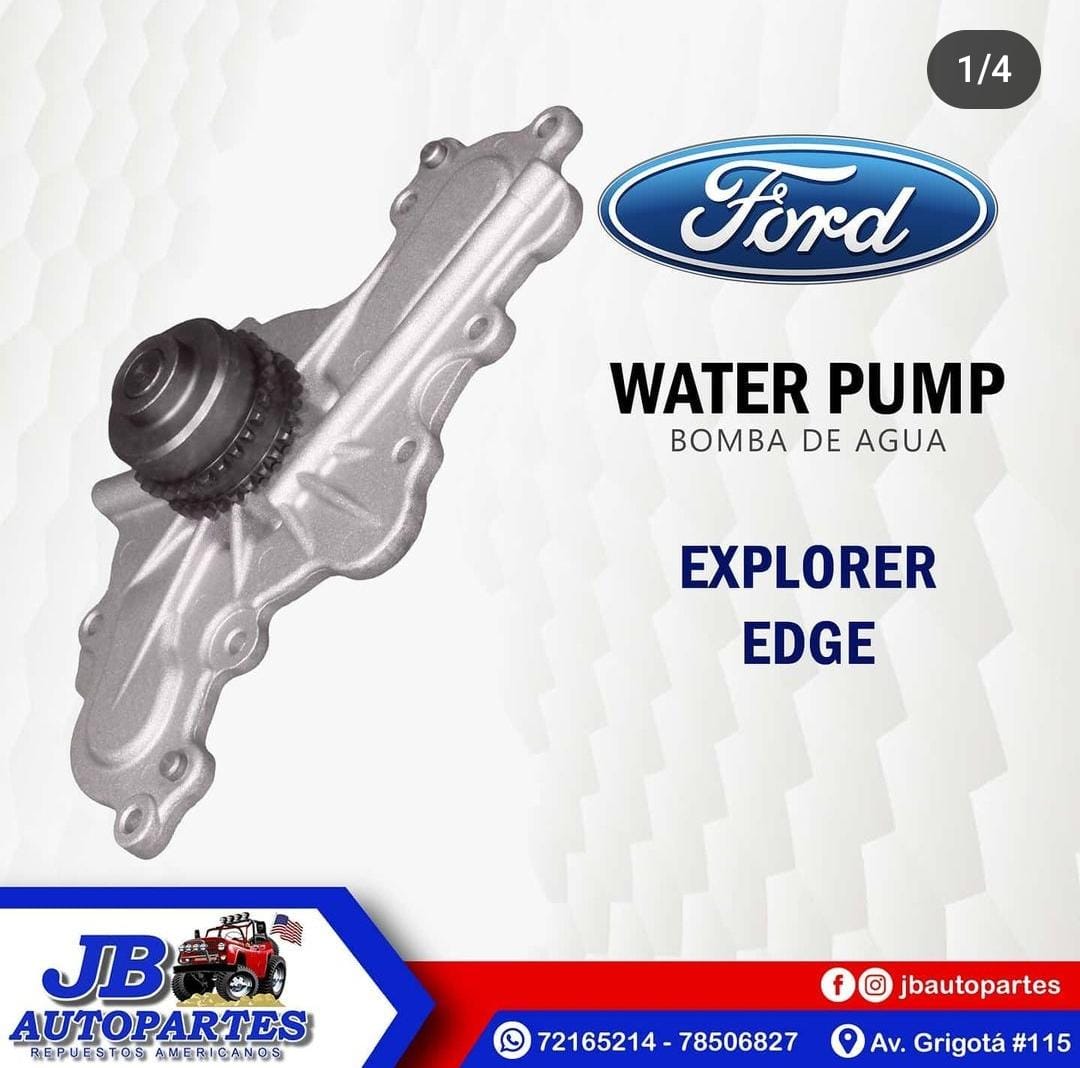 1/4
Ford
WATER PUMP
BOMBA DE AGUA
EXPLORER
EDGE
JB
AUTOPARTES
REPUESTOS AMERICANOS
jbautopartes
72165214 - 78506827
Av. Grigotá #115